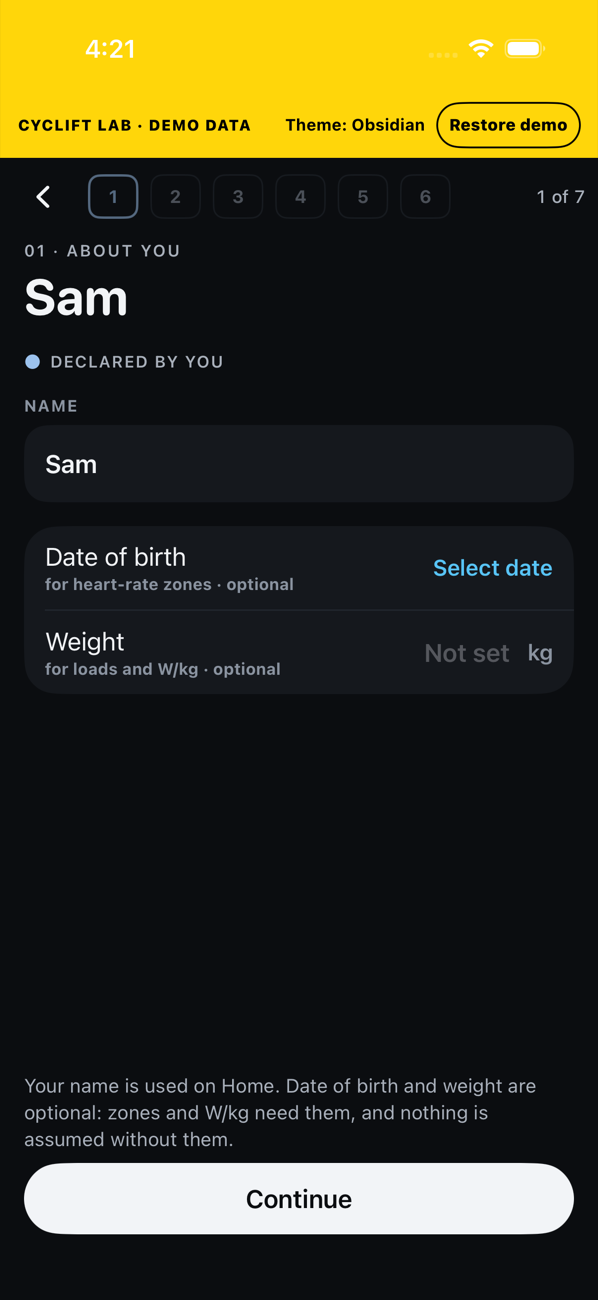 4:21
CYCLIFT LAB · DEMO DATA Theme: Obsidian Restore demo
1 2 3 4 5 6 1 of 7
01 · ABOUT YOU
Sam
DECLARED BY YOU
NAME
Sam
Date of birth
for heart-rate zones · optional
Select date
Weight
for loads and W/kg · optional
Not set kg
Your name is used on Home. Date of birth and weight are
optional: zones and W/kg need them, and nothing is
assumed without them.
Continue